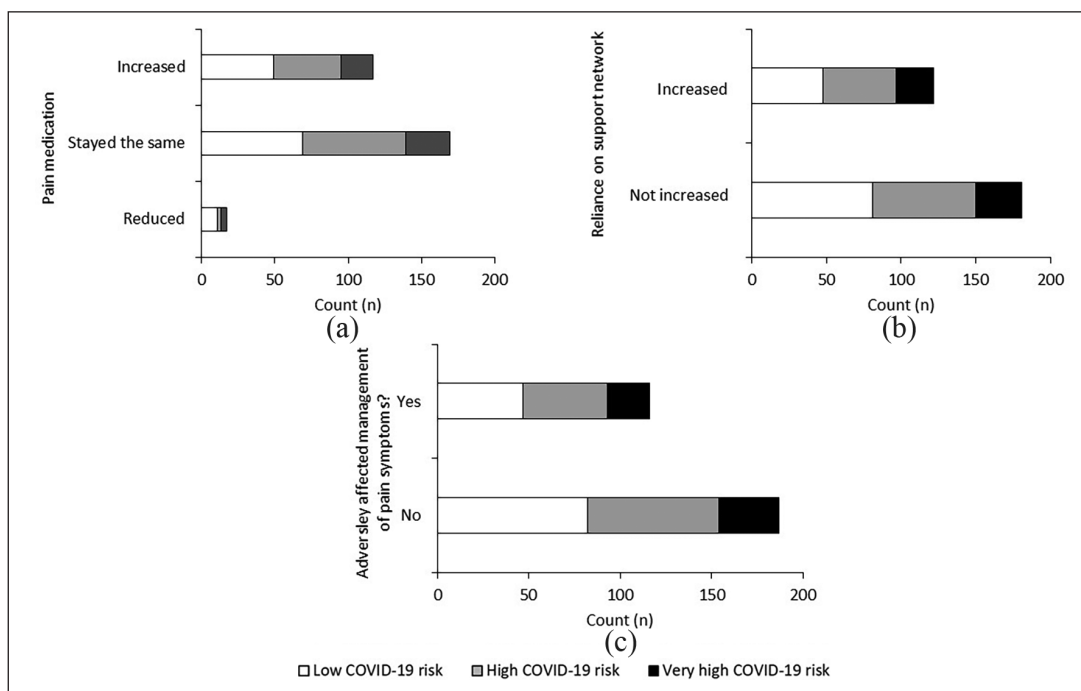 Pain medication
Increased
Stayed the same
Reduced
0 50 100 150 200
Count (n)
(a)
Reliance on support network
Increased
Not increased
0 50 100 150 200
Count (n)
(b)
Adversley affected management
of pain symptoms?
Yes
No
0 50 100 150 200
Count (n)
(c)
Low COVID-19 risk High COVID-19 risk Very high COVID-19 risk